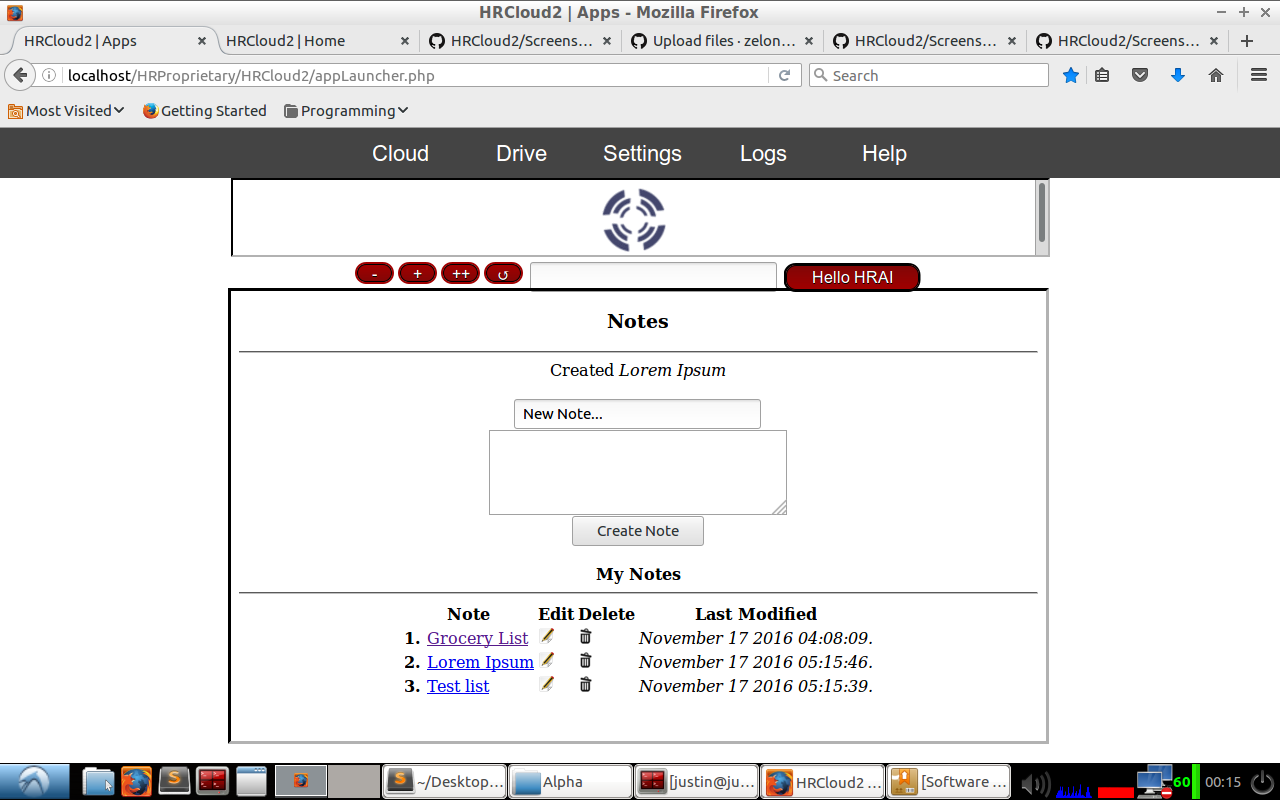 HRCloud2 | Apps - Mozilla Firefox
HRCloud2 | Apps
HRCloud2 | Home
HRCloud2/Screens...
Upload files · zelon...
HRCloud2/Screens...
HRCloud2/Screens...
localhost/HRProprietary/HRCloud2/appLauncher.php
Search
Most Visited
Getting Started
Programming
Cloud Drive Settings Logs Help
- + ++ ↺ Hello HRAI
Notes
Created Lorem Ipsum
New Note...
Create Note
My Notes
Note Edit Delete Last Modified
1. Grocery List November 17 2016 04:08:09.
2. Lorem Ipsum November 17 2016 05:15:46.
3. Test list November 17 2016 05:15:39.
~/Desktop...
Alpha
[justin@ju...
HRCloud2 ...
[Software ...
60
00:15